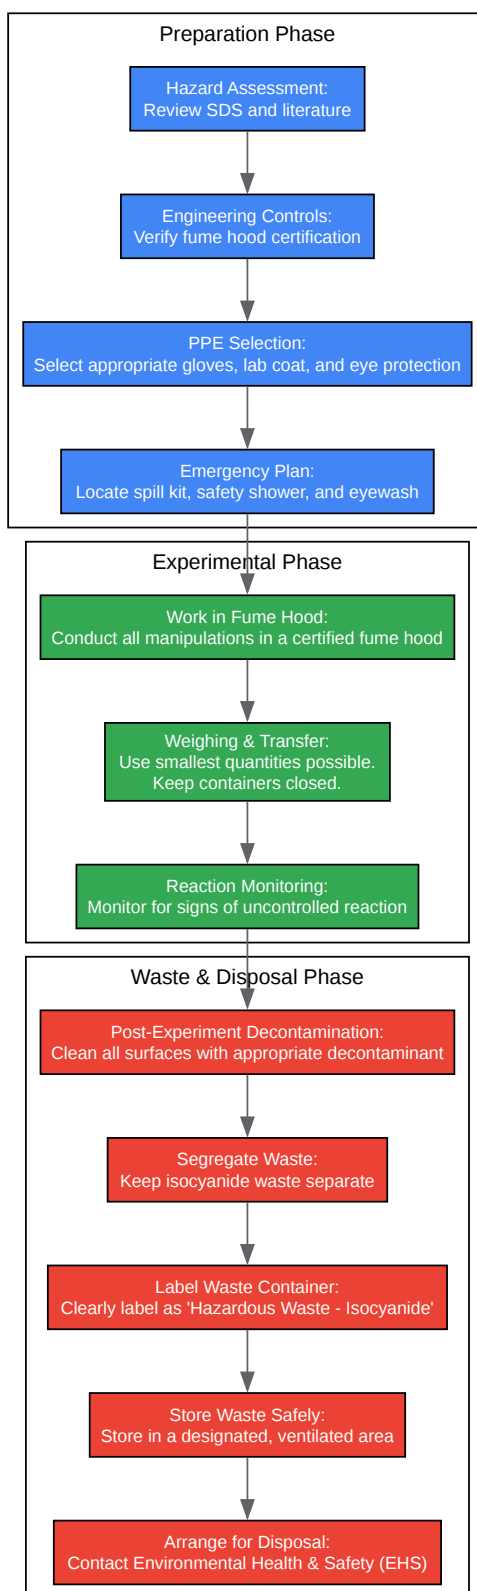 Preparation Phase
Hazard Assessment:
Review SDS and literature
Engineering Controls:
Verify fume hood certification
PPE Selection:
Select appropriate gloves, lab coat, and eye protection
Emergency Plan:
Locate spill kit, safety shower, and eyewash
Experimental Phase
Work in Fume Hood:
Conduct all manipulations in a certified fume hood
Weighing & Transfer:
Use smallest quantities possible.
Keep containers closed.
Reaction Monitoring:
Monitor for signs of uncontrolled reaction
Waste & Disposal Phase
Post-Experiment Decontamination:
Clean all surfaces with appropriate decontaminant
Segregate Waste:
Keep isocyanide waste separate
Label Waste Container:
Clearly label as 'Hazardous Waste - Isocyanide'
Store Waste Safely:
Store in a designated, ventilated area
Arrange for Disposal:
Contact Environmental Health & Safety (EHS)